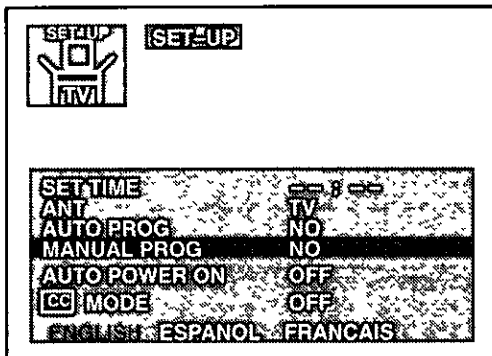 SET-UP
TV
SET-UP
SET TIME -- : --
ANT TV
AUTO PROG NO
MANUAL PROG NO
AUTO POWER ON OFF
CC MODE OFF
ENGLISH ESPANOL FRANCAIS